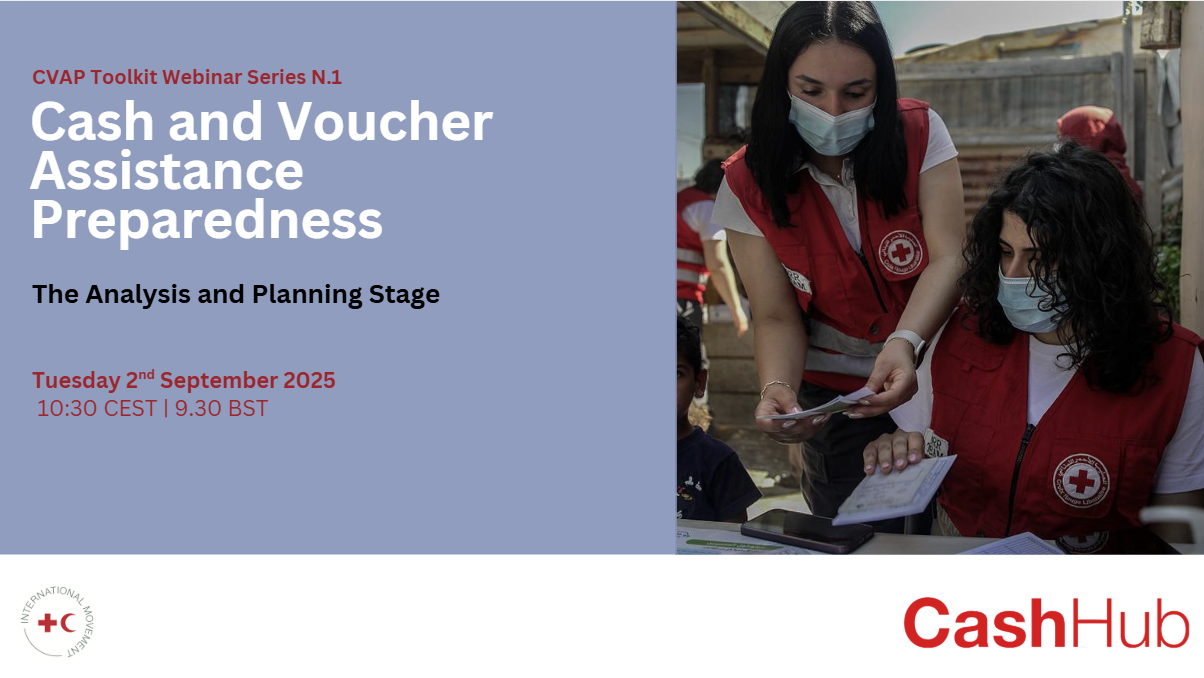 CVAP Toolkit Webinar Series N.1
Cash and Voucher
Assistance
Preparedness
The Analysis and Planning Stage
Tuesday 2nd September 2025
10:30 CEST | 9.30 BST
INTERNATIONAL MOVEMENT
CashHub